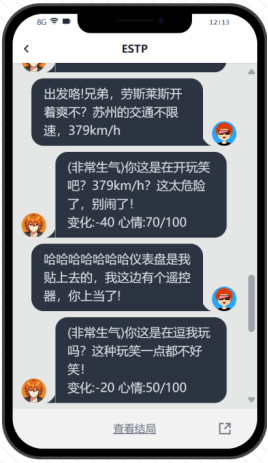 8G
12:13
ESTP
出发咯!兄弟，劳斯莱斯开
着爽不？苏州的交通不限
速，379km/h
(非常生气)你这是在开玩笑
吧？379km/h？这太危险
了，别闹了！
变化:-40 心情:70/100
哈哈哈哈哈哈哈仪表盘是我
贴上去的，我这边有个遥控
器，你上当了!
(非常生气)你这是在逗我玩
吗？这种玩笑一点都不好
笑！
变化:-20 心情:50/100
查看结局